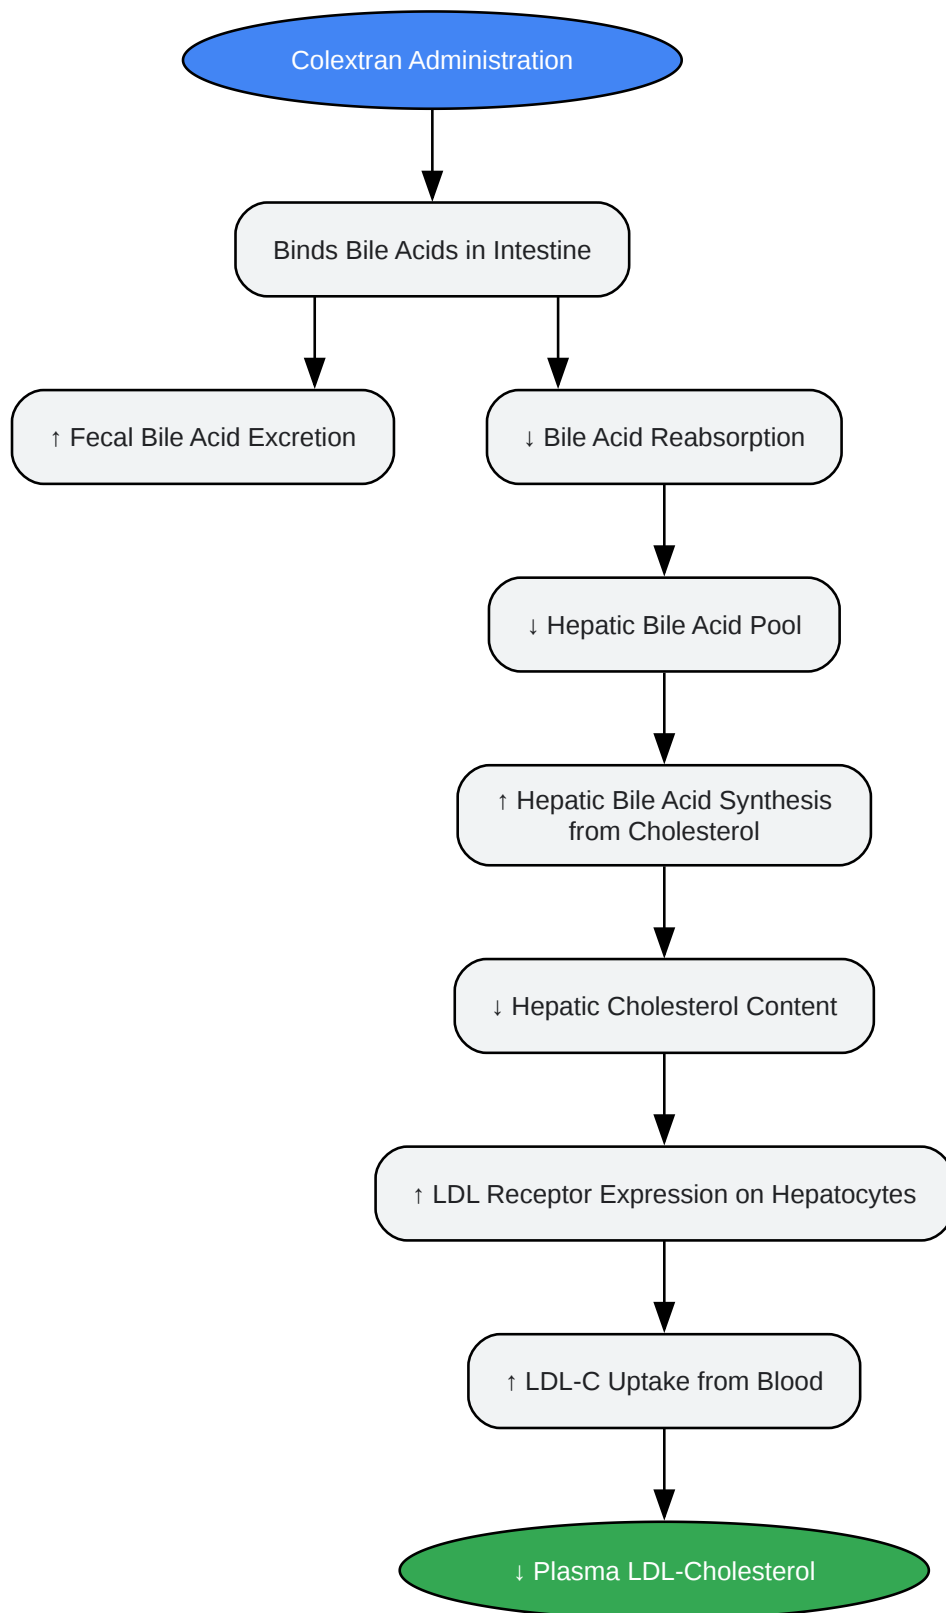 Colextran Administration
Binds Bile Acids in Intestine
↑ Fecal Bile Acid Excretion
↓ Bile Acid Reabsorption
↓ Hepatic Bile Acid Pool
↑ Hepatic Bile Acid Synthesis
from Cholesterol
↓ Hepatic Cholesterol Content
↑ LDL Receptor Expression on Hepatocytes
↑ LDL-C Uptake from Blood
↓ Plasma LDL-Cholesterol